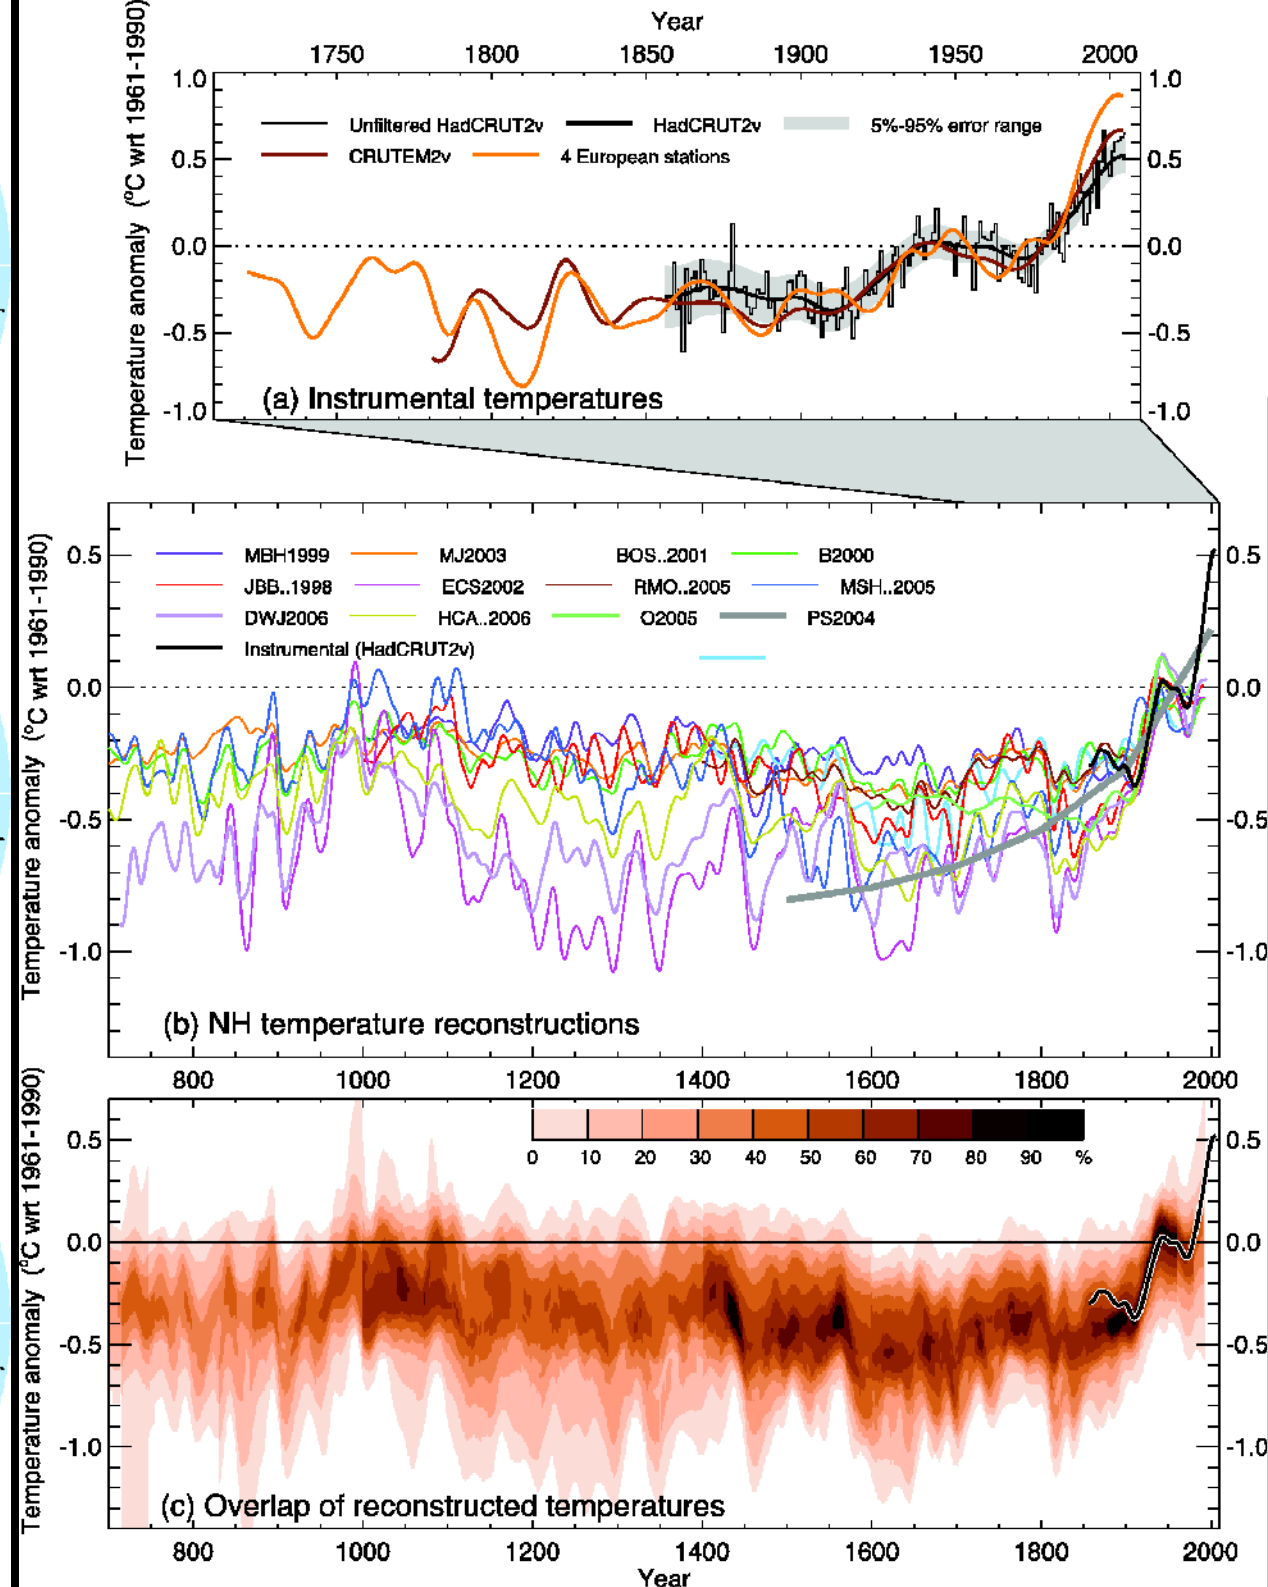 Year
1750 1800 1850 1900 1950 2000
Temperature anomaly (°C wrt 1961-1990)
1.0 1.0
Unfiltered HadCRUT2v HadCRUT2v 5%-95% error range
CRUTEM2v 4 European stations
0.5 0.5
0.0 0.0
-0.5 -0.5
-1.0 -1.0
(a) Instrumental temperatures
Temperature anomaly (°C wrt 1961-1990)
0.5 0.5
MBH1999 MJ2003 BOS..2001 B2000
JBB..1998 ECS2002 RMO..2005 MSH..2005
DWJ2006 HCA..2006 O2005 PS2004
Instrumental (HadCRUT2v)
0.0 0.0
-0.5 -0.5
-1.0 -1.0
(b) NH temperature reconstructions
800 1000 1200 1400 1600 1800 2000
Temperature anomaly (°C wrt 1961-1990)
0.5 0.5
0 10 20 30 40 50 60 70 80 90 %
0.0 0.0
-0.5 -0.5
-1.0 -1.0
(c) Overlap of reconstructed temperatures
800 1000 1200 1400 1600 1800 2000
Year